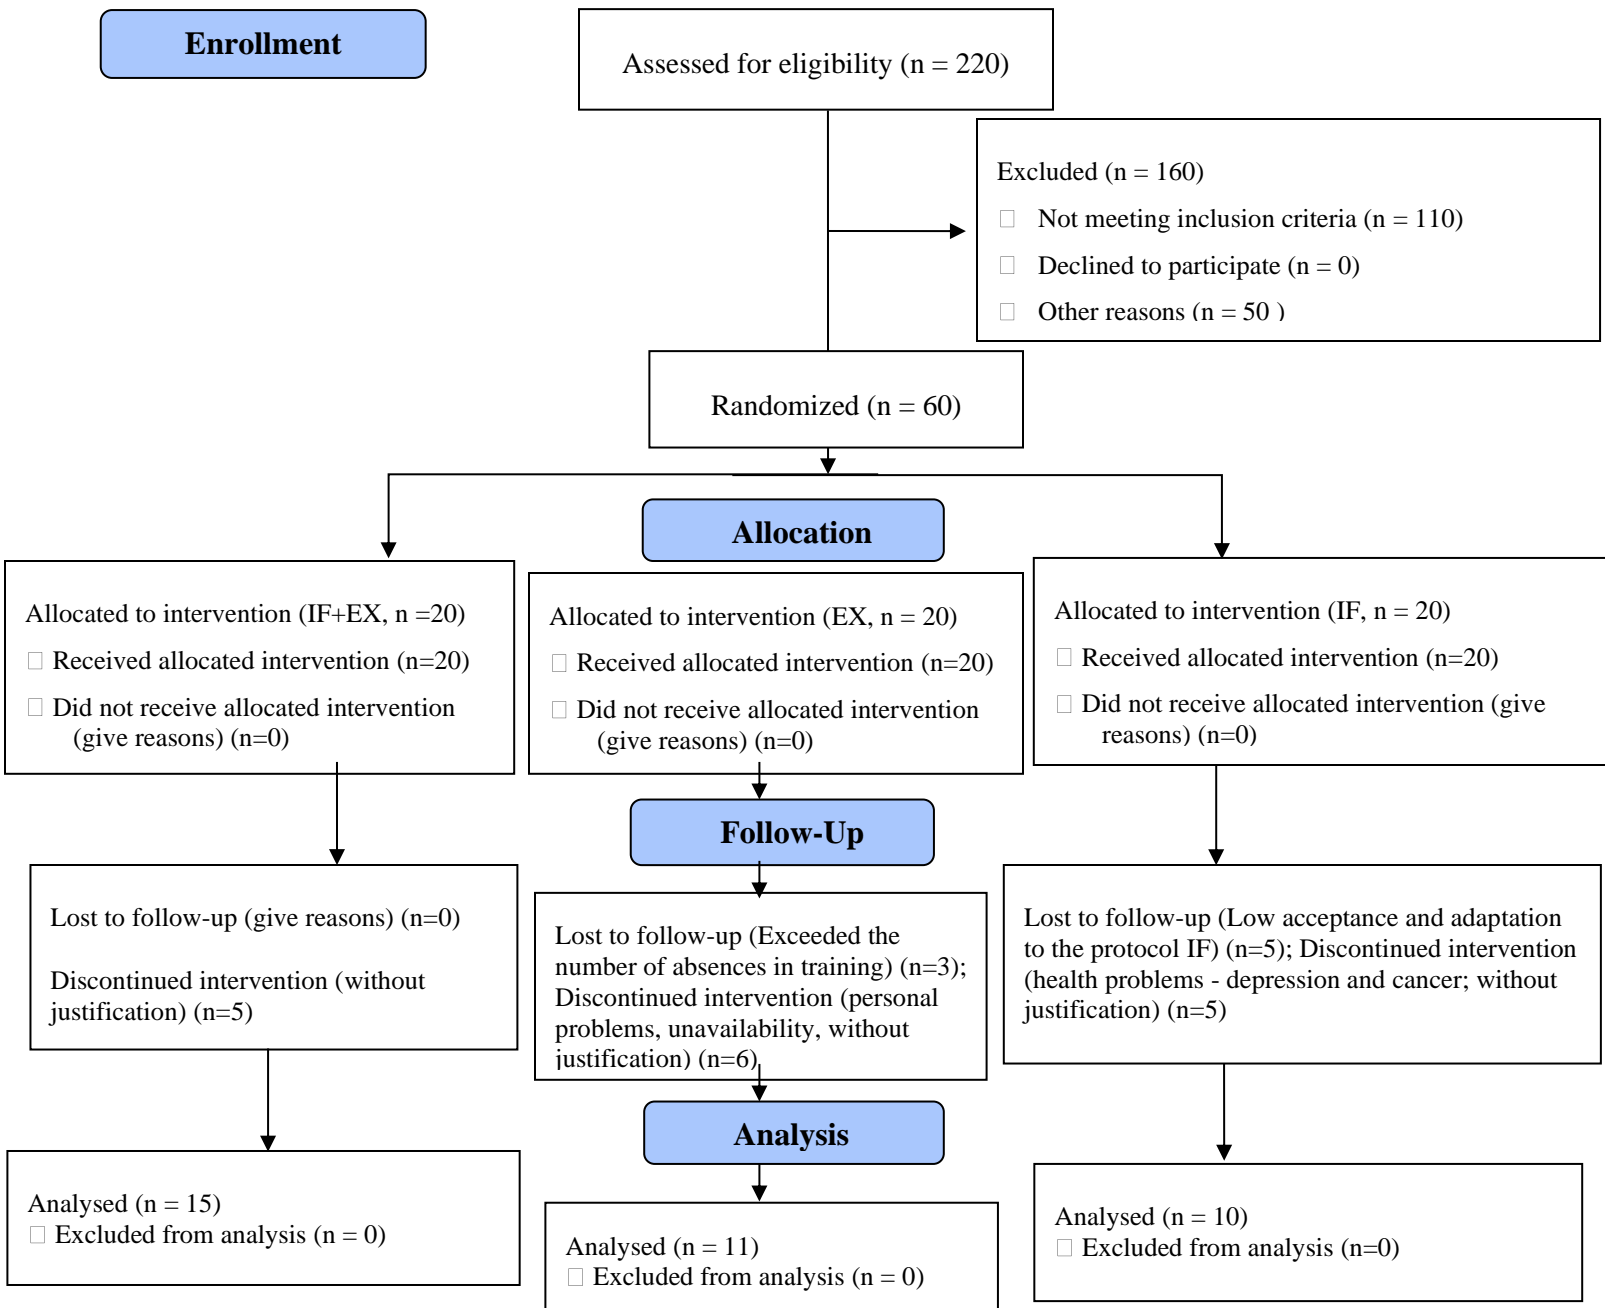 Enrollment
Assessed for eligibility (n = 220)
Excluded (n = 160)
□ Not meeting inclusion criteria (n = 110)
□ Declined to participate (n = 0)
□ Other reasons (n = 50 )
Randomized (n = 60)
Allocation
Allocated to intervention (IF+EX, n =20)
□ Received allocated intervention (n=20)
□ Did not receive allocated intervention
(give reasons) (n=0)
Allocated to intervention (EX, n = 20)
□ Received allocated intervention (n=20)
□ Did not receive allocated intervention
(give reasons) (n=0)
Allocated to intervention (IF, n = 20)
□ Received allocated intervention (n=20)
□ Did not receive allocated intervention (give
reasons) (n=0)
Follow-Up
Lost to follow-up (give reasons) (n=0)
Discontinued intervention (without
justification) (n=5)
Lost to follow-up (Exceeded the
number of absences in training) (n=3);
Discontinued intervention (personal
problems, unavailability, without
justification) (n=6)
Lost to follow-up (Low acceptance and adaptation
to the protocol IF) (n=5); Discontinued intervention
(health problems - depression and cancer; without
justification) (n=5)
Analysis
Analysed (n = 15)
□ Excluded from analysis (n = 0)
Analysed (n = 11)
□ Excluded from analysis (n = 0)
Analysed (n = 10)
□ Excluded from analysis (n=0)